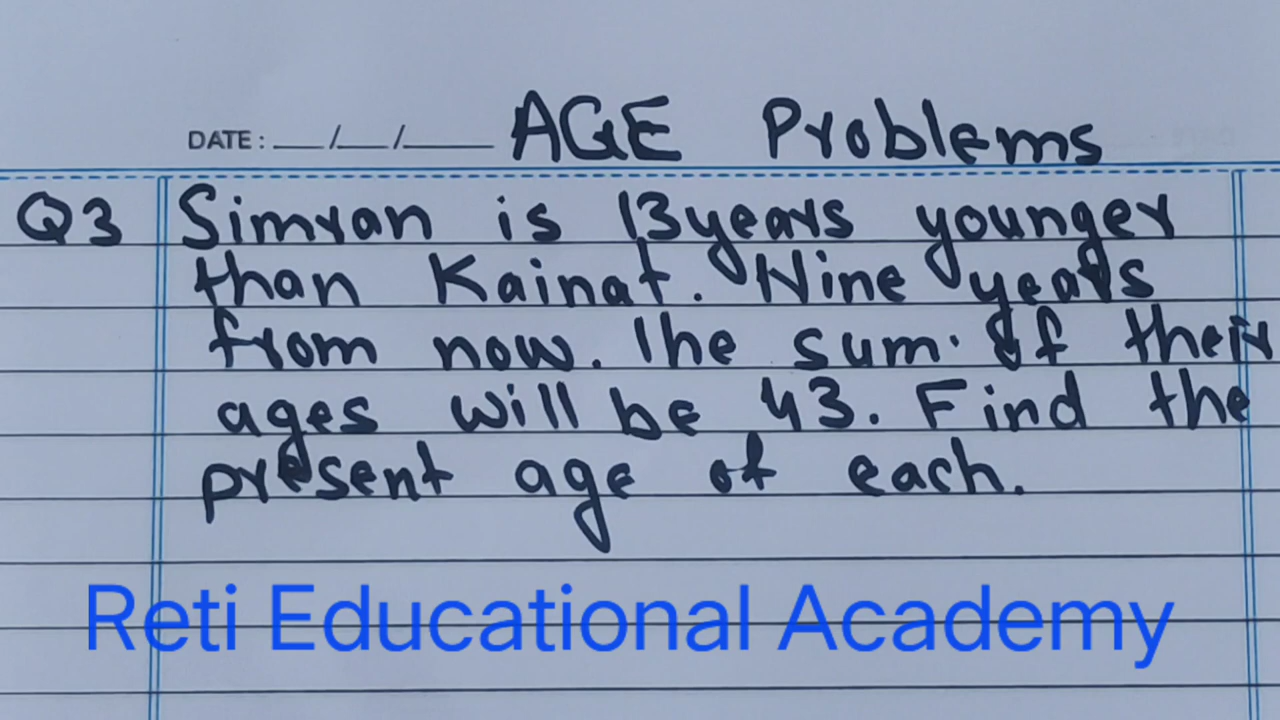 DATE: __/__/____ AGE Problems
Q3 Simran is 13years younger
than Kainat. Nine years
from now. The sum. of their
ages will be 43. Find the
present age of each.
Reti Educational Academy